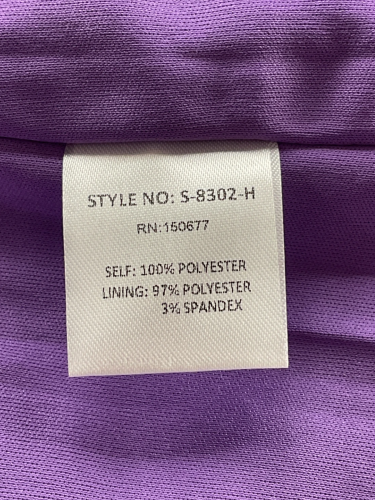 STYLE NO: S-8302-H
RN:150677
SELF: 100% POLYESTER
LINING: 97% POLYESTER
3% SPANDEX